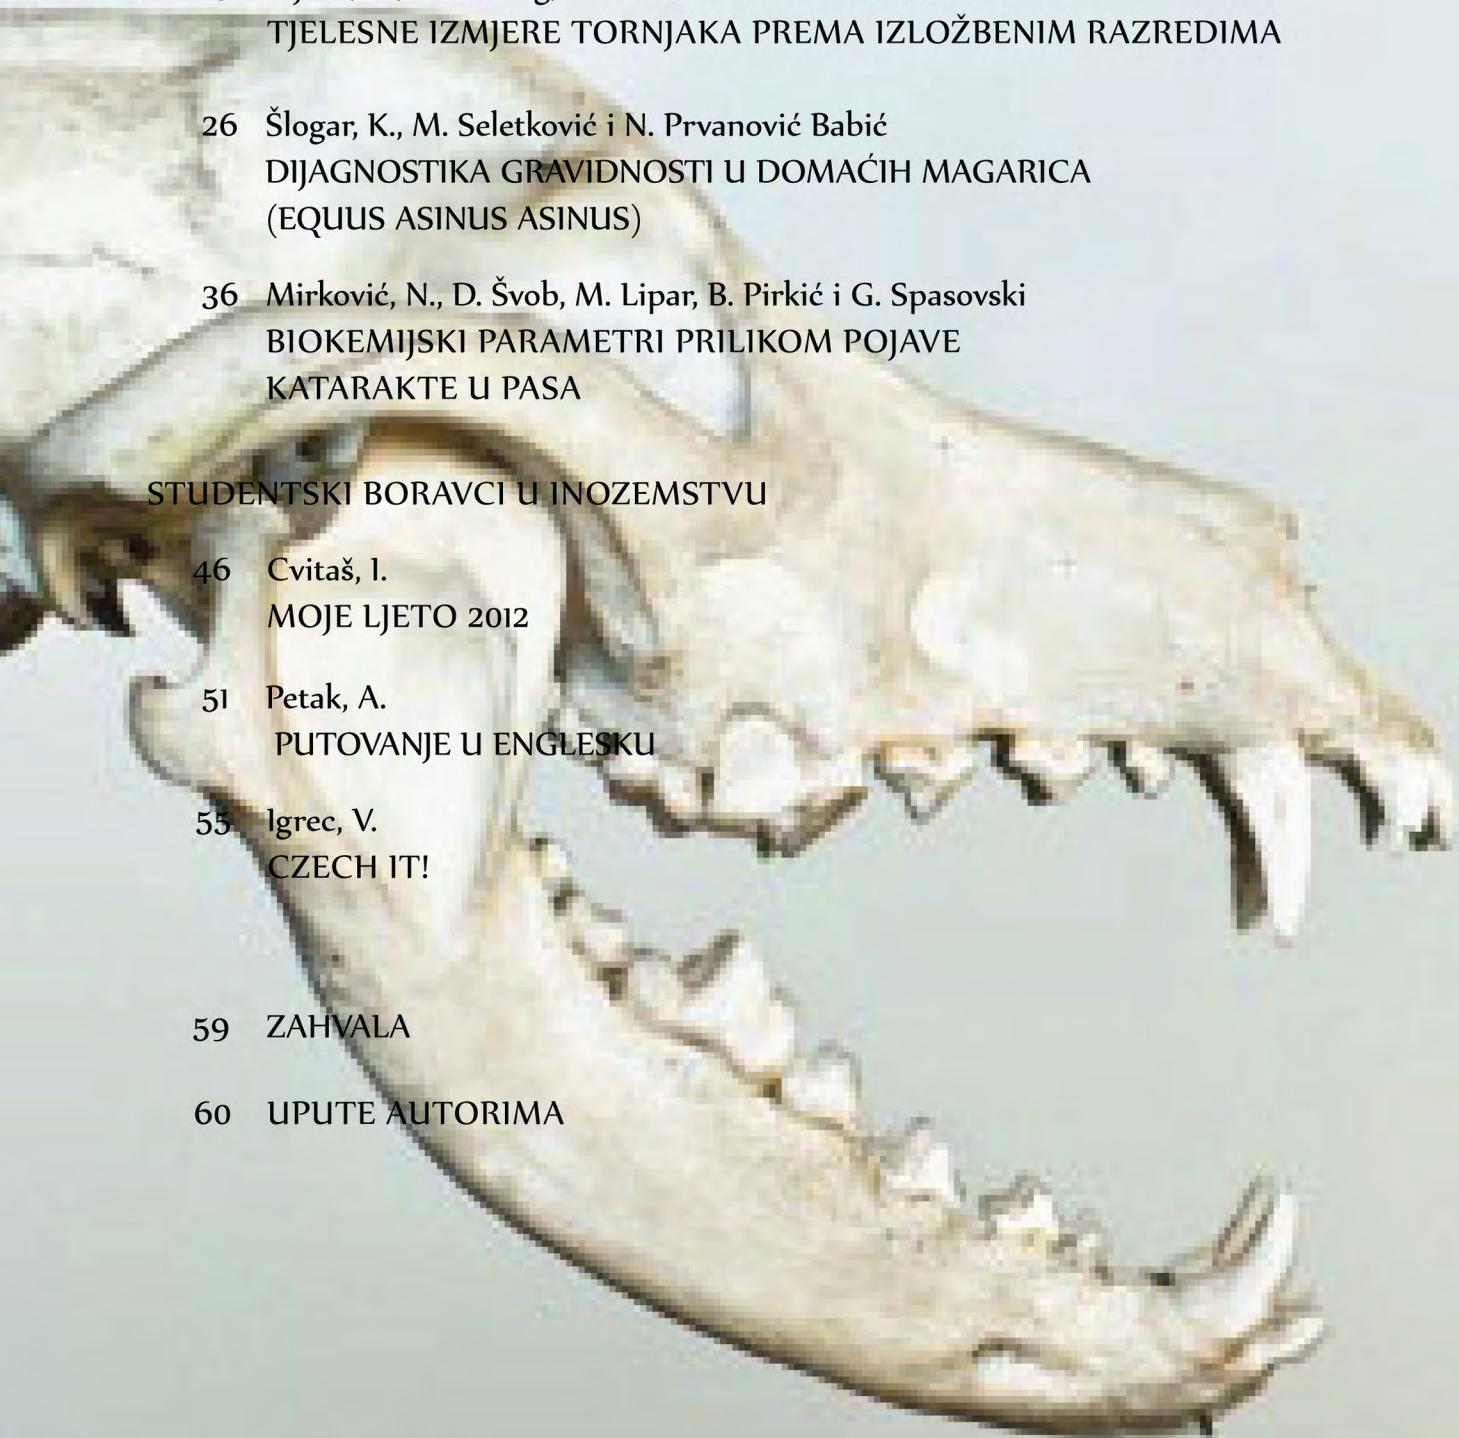 TJELESNE IZMJERE TORNJAKA PREMA IZLOŽBENIM RAZREDIMA
26 Šlogar, K., M. Seletković i N. Prvanović Babić
DIJAGNOSTIKA GRAVIDNOSTI U DOMAĆIH MAGARICA
(EQUUS ASINUS ASINUS)
36 Mirković, N., D. Švob, M. Lipar, B. Pirkić i G. Spasovski
BIOKEMIJSKI PARAMETRI PRILIKOM POJAVE
KATARAKTE U PASA
STUDENTSKI BORAVCI U INOZEMSTVU
46 Cvitaš, I.
MOJE LJETO 2012
51 Petak, A.
PUTOVANJE U ENGLESKU
55 Igrec, V.
CZECH IT!
59 ZAHVALA
60 UPUTE AUTORIMA